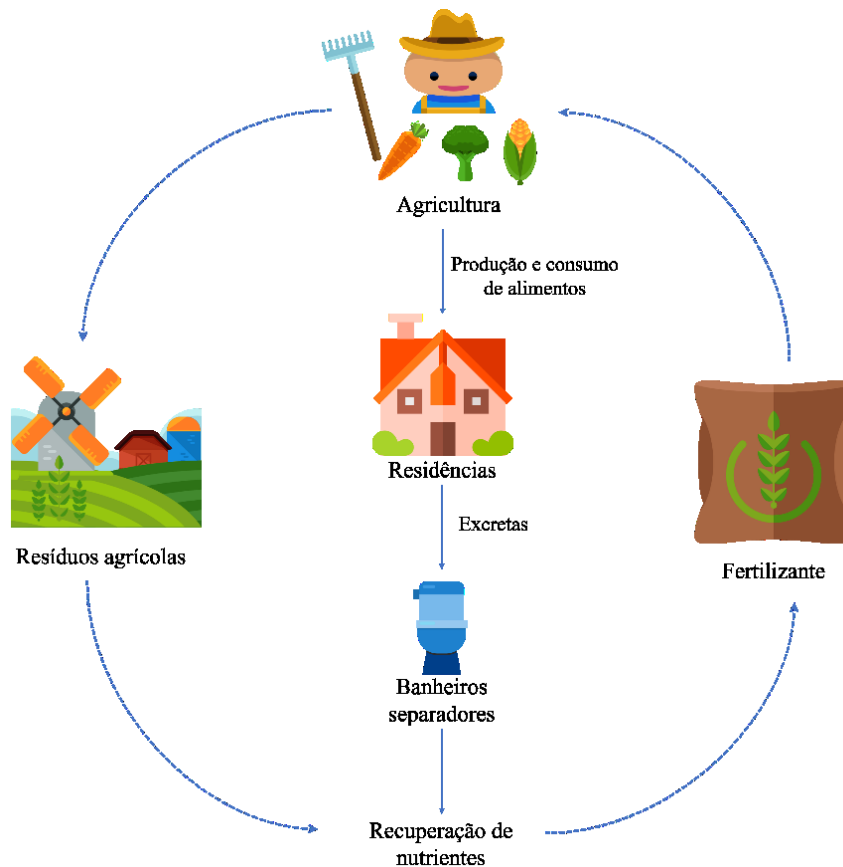 Agricultura
Produção e consumo
de alimentos
Residências
Excretas
Resíduos agrícolas
Fertilizante
Banheiros
separadores
Recuperação de
nutrientes